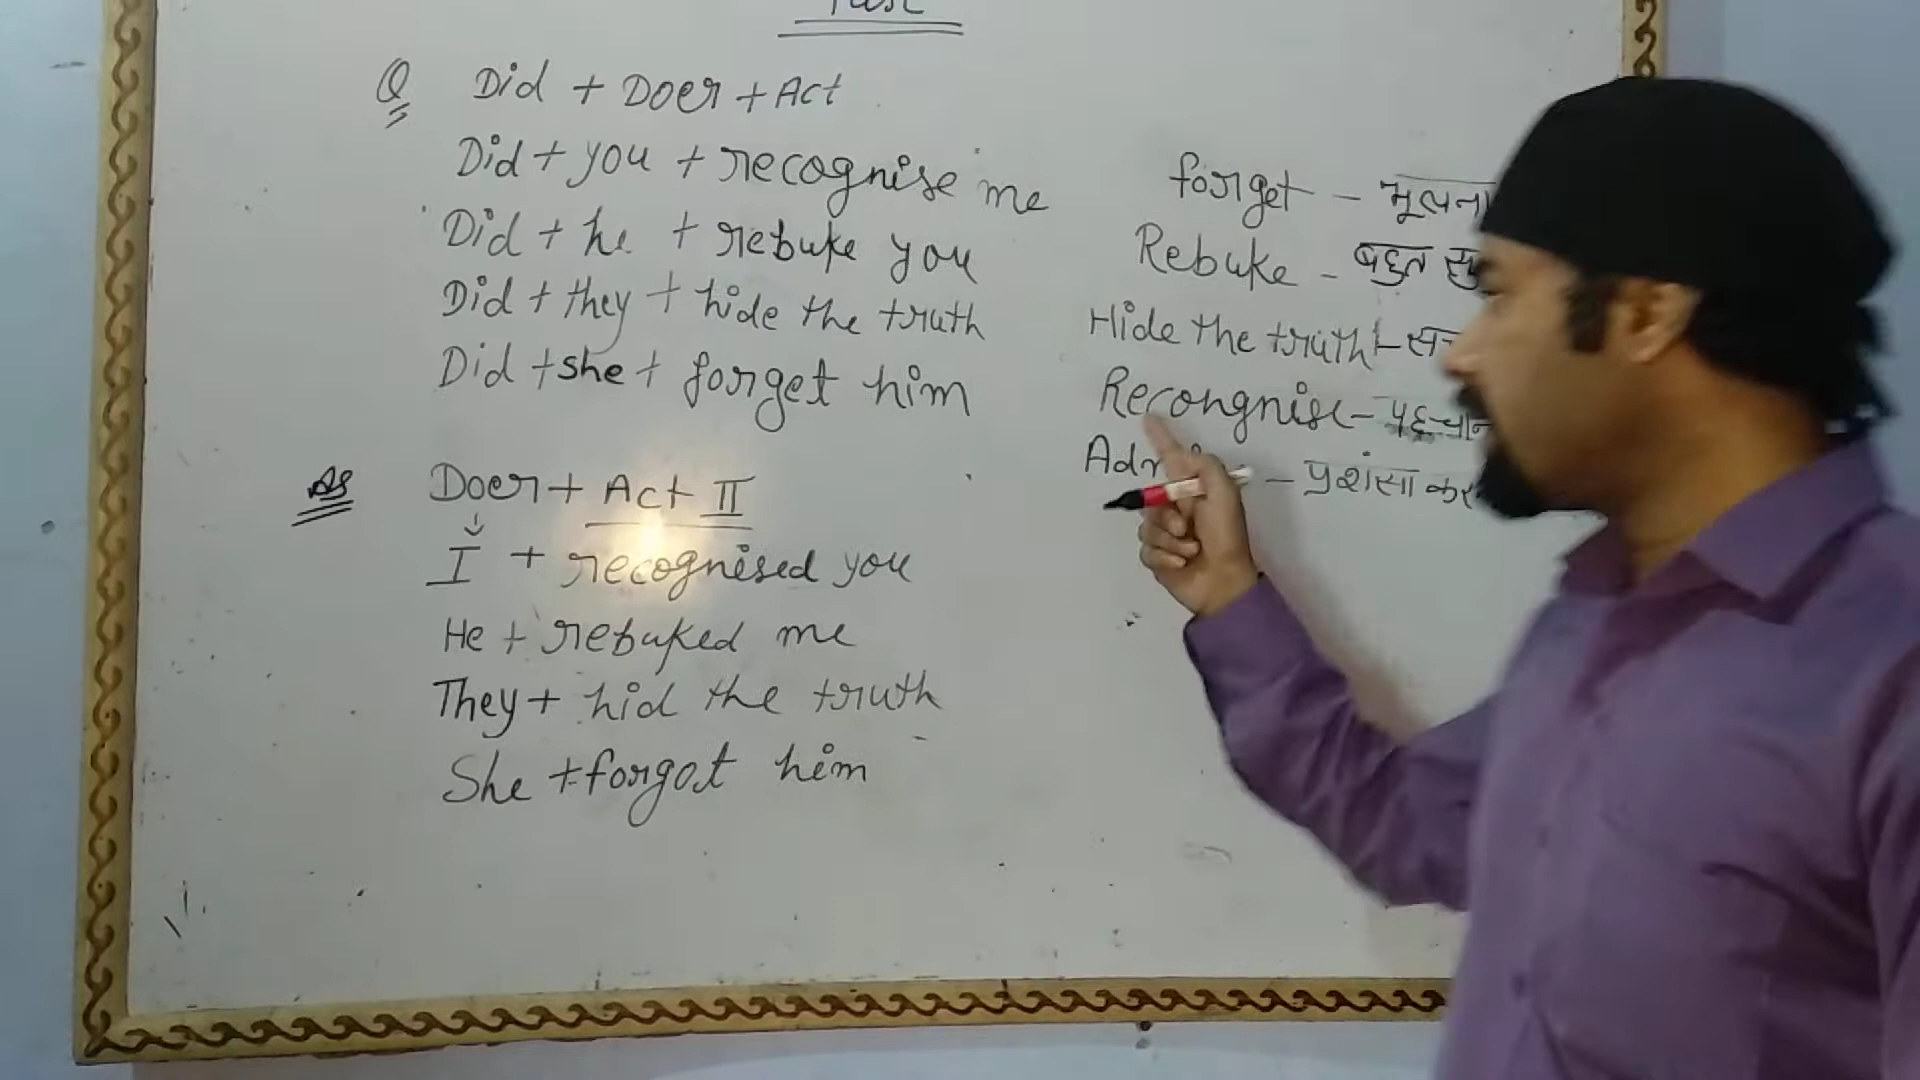 Past
Q Did + Doer + Act
Did + you + recognise me
Did + he + rebuke you
Did + they + hide the truth
Did + she + forget him
As Doer + Act II
I + recognised you
He + rebuked me
They + hid the truth
She + forgot him
forget - भूलना
Rebuke - बहुत
Hide the truth -
Recongnise - पहचान
- प्रशंसा